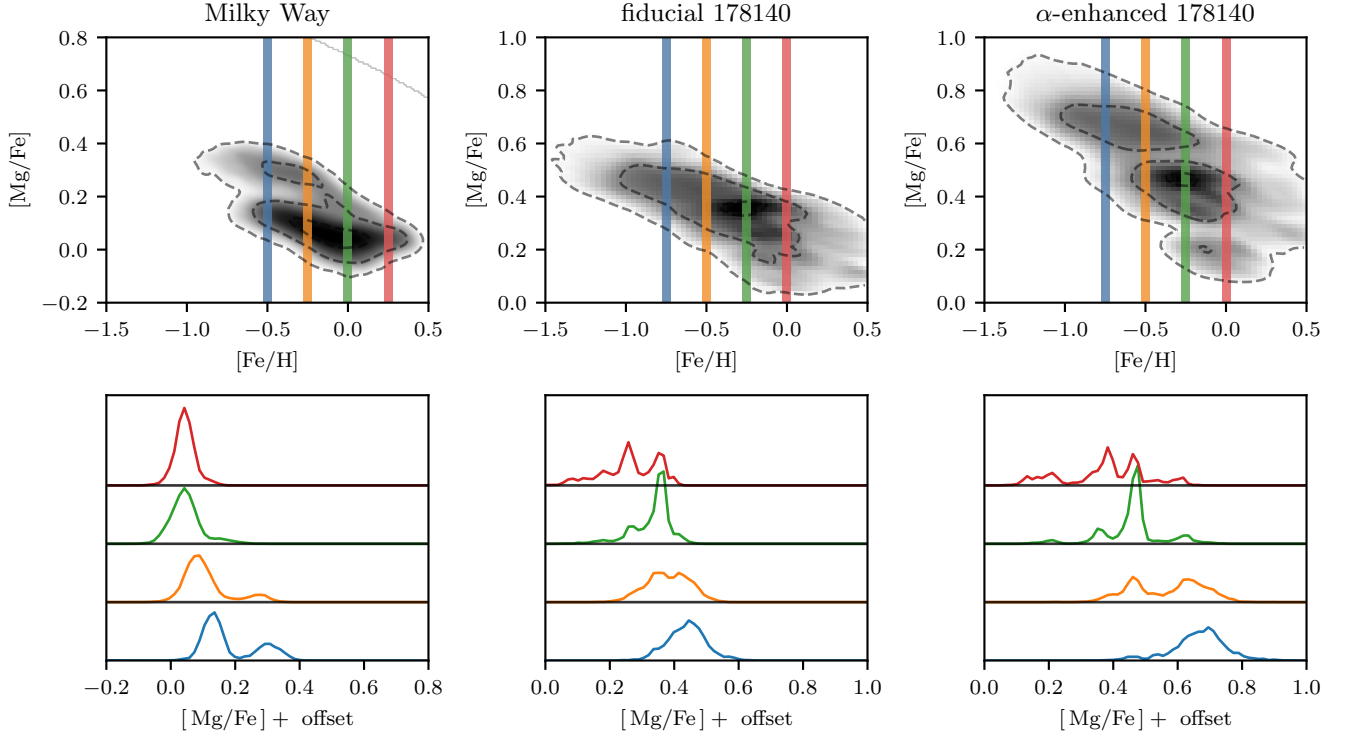 Milky Way
fiducial 178140
α-enhanced 178140
0.8
0.6
0.4
0.2
0.0
−0.2
[Mg/Fe]
−1.5 −1.0 −0.5 0.0 0.5
[Fe/H]
1.0
0.8
0.6
0.4
0.2
0.0
[Mg/Fe]
−1.5 −1.0 −0.5 0.0 0.5
[Fe/H]
1.0
0.8
0.6
0.4
0.2
0.0
[Mg/Fe]
−1.5 −1.0 −0.5 0.0 0.5
[Fe/H]
−0.2 0.0 0.2 0.4 0.6 0.8
[Mg/Fe] + offset
0.0 0.2 0.4 0.6 0.8 1.0
[Mg/Fe] + offset
0.0 0.2 0.4 0.6 0.8 1.0
[Mg/Fe] + offset